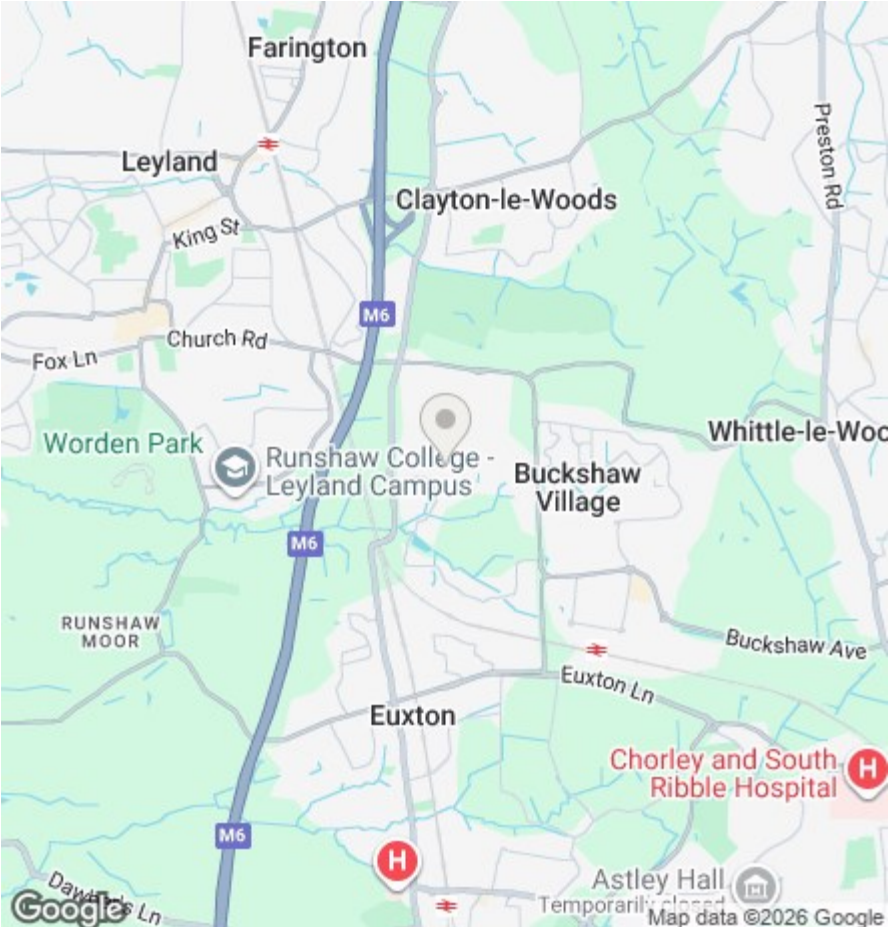 Farington
Preston Rd
Leyland
Clayton-le-Woods
King St
M6
Church Rd
Fox Ln
Whittle-le-Woo
Worden Park
Runshaw College -
Leyland Campus
Buckshaw
Village
M6
RUNSHAW
MOOR
Buckshaw Ave
Euxton Ln
Euxton
Chorley and South
Ribble Hospital
H
M6
H
Astley Hall
Temporarily closed
Google
Map data ©2026 Google